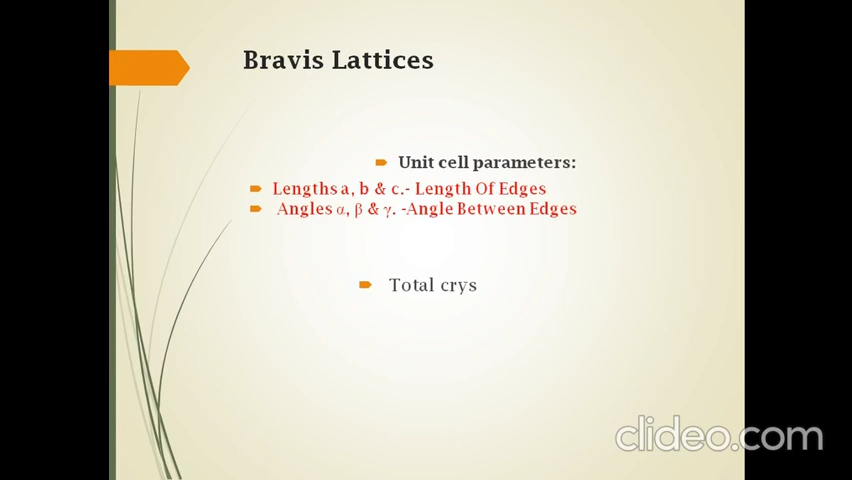 Bravis Lattices
Unit cell parameters:
Lengths a, b & c.- Length Of Edges
Angles α, β & γ. -Angle Between Edges
Total crys
clideo.com